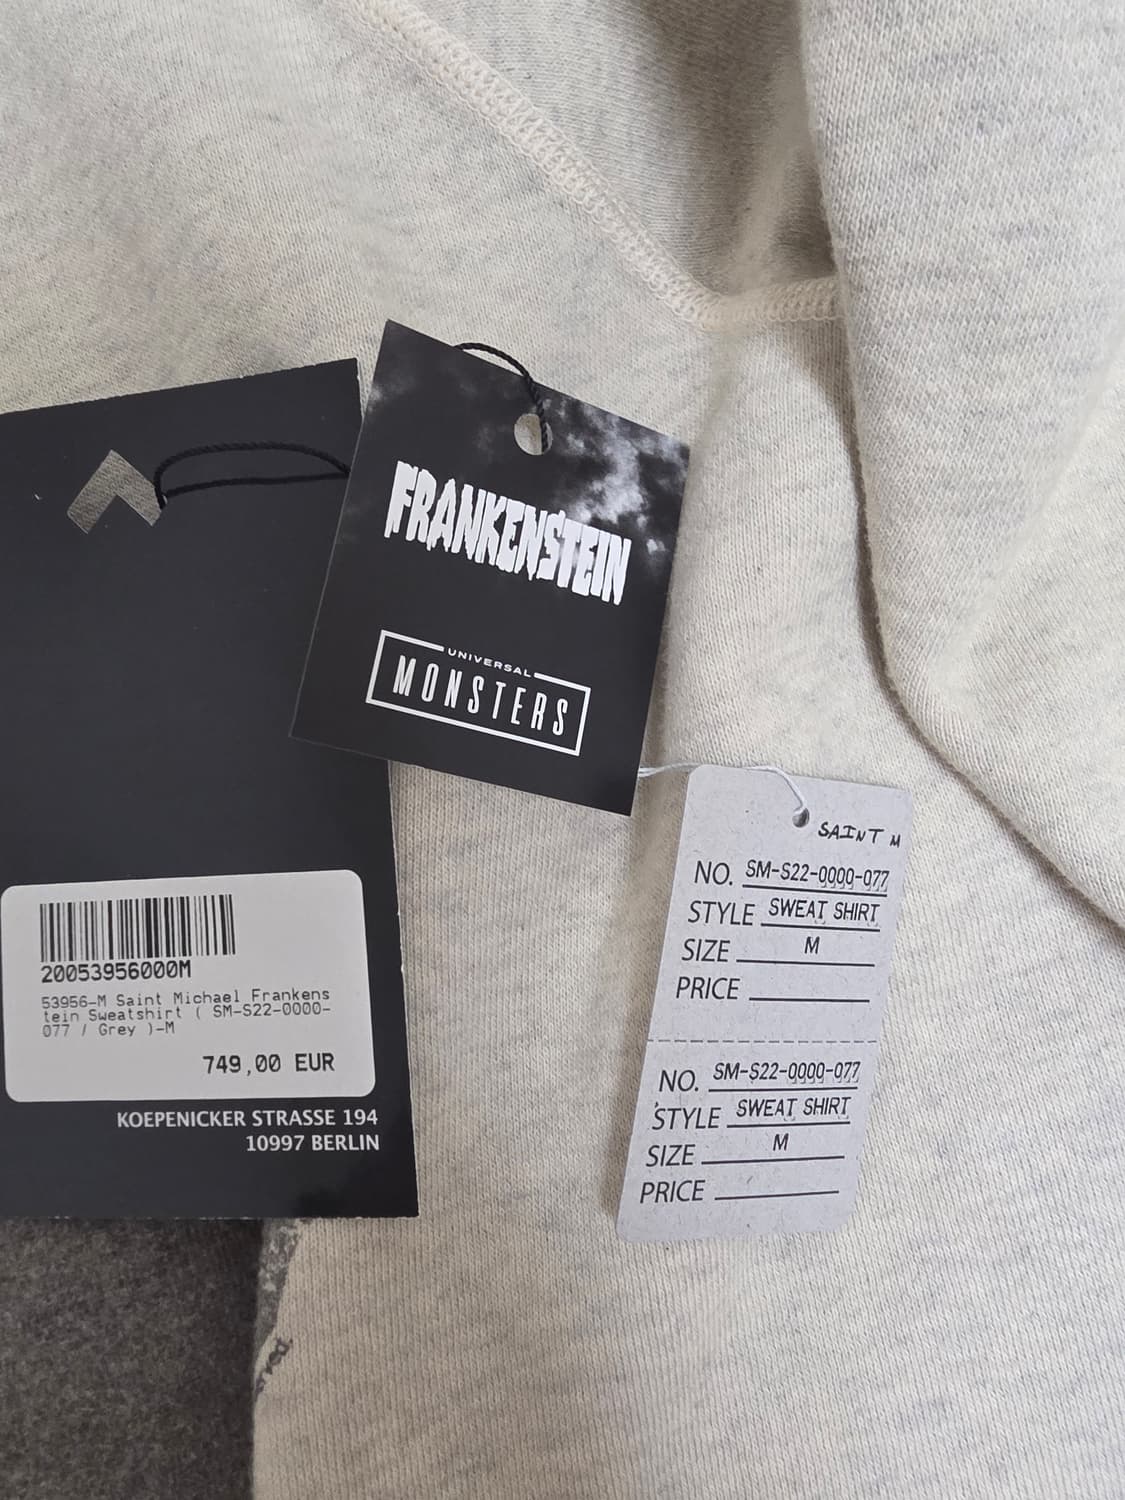 FRANKENSTEIN
UNIVERSAL
MONSTERS
20053956000M
53956-M Saint Michael Frankens
tein Sweatshirt ( SM-S22-0000-
077 / Grey )-M
749,00 EUR
KOEPENICKER STRASSE 194
10997 BERLIN
SAINT M
NO. SM-S22-0000-077
STYLE SWEAT SHIRT
SIZE M
PRICE
NO. SM-S22-0000-077
STYLE SWEAT SHIRT
SIZE M
PRICE